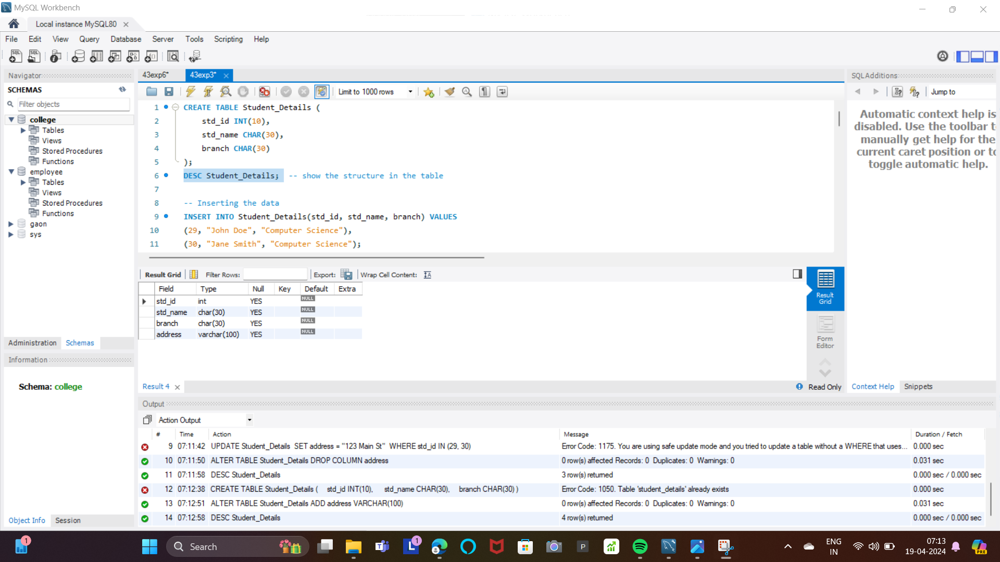 MySQL Workbench
Local instance MySQL80
File Edit View Query Database Server Tools Scripting Help
Navigator
SCHEMAS
Filter objects
college
Tables
Views
Stored Procedures
Functions
employee
Tables
Views
Stored Procedures
Functions
gaon
sys
Administration Schemas
Information
Schema: college
Object Info Session
43exp6* 43exp3*
Limit to 1000 rows
1 CREATE TABLE Student_Details (
2 std_id INT(10),
3 std_name CHAR(30),
4 branch CHAR(30)
5 );
6 DESC Student_Details; -- show the structure in the table
7
8 -- Inserting the data
9 INSERT INTO Student_Details(std_id, std_name, branch) VALUES
10 (29, "John Doe", "Computer Science"),
11 (30, "Jane Smith", "Computer Science");
Result Grid Filter Rows: Export: Wrap Cell Content:
Field Type Null Key Default Extra
std_id int YES NULL
std_name char(30) YES NULL
branch char(30) YES NULL
address varchar(100) YES NULL
Result Grid
Form Editor
Result 4 Read Only
SQLAdditions
Jump to
Automatic context help is
disabled. Use the toolbar t
manually get help for the
current caret position or to
toggle automatic help.
Context Help Snippets
Output
Action Output
# Time Action Message Duration / Fetch
9 07:11:42 UPDATE Student_Details SET address = "123 Main St" WHERE std_id IN (29, 30) Error Code: 1175. You are using safe update mode and you tried to update a table without a WHERE that uses... 0.000 sec
10 07:11:50 ALTER TABLE Student_Details DROP COLUMN address 0 row(s) affected Records: 0 Duplicates: 0 Warnings: 0 0.031 sec
11 07:11:58 DESC Student_Details 3 row(s) returned 0.000 sec / 0.000 sec
12 07:12:38 CREATE TABLE Student_Details ( std_id INT(10), std_name CHAR(30), branch CHAR(30) ) Error Code: 1050. Table 'student_details' already exists 0.000 sec
13 07:12:51 ALTER TABLE Student_Details ADD address VARCHAR(100) 0 row(s) affected Records: 0 Duplicates: 0 Warnings: 0 0.031 sec
14 07:12:58 DESC Student_Details 4 row(s) returned 0.000 sec / 0.000 sec
1 Search 1 ENG 07:13
IN 19-04-2024 PRE